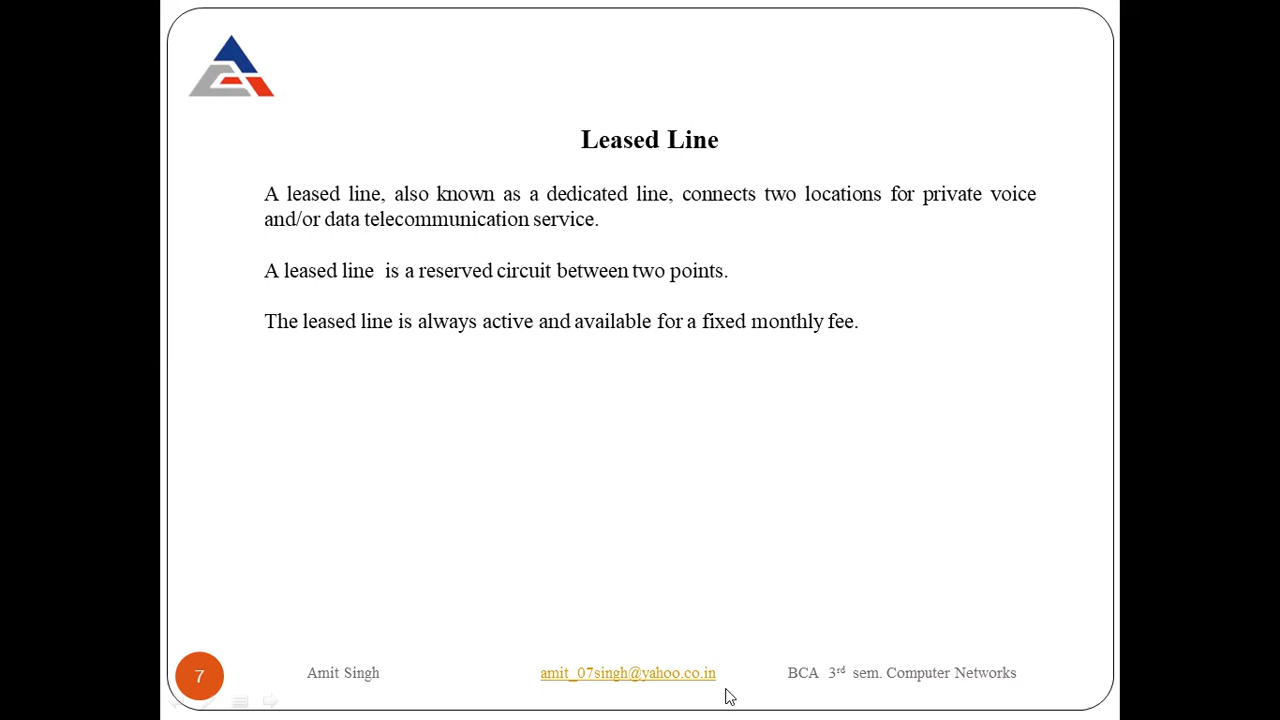 Leased Line
A leased line, also known as a dedicated line, connects two locations for private voice
and/or data telecommunication service.
A leased line is a reserved circuit between two points.
The leased line is always active and available for a fixed monthly fee.
7
Amit Singh
amit_07singh@yahoo.co.in
BCA 3rd sem. Computer Networks